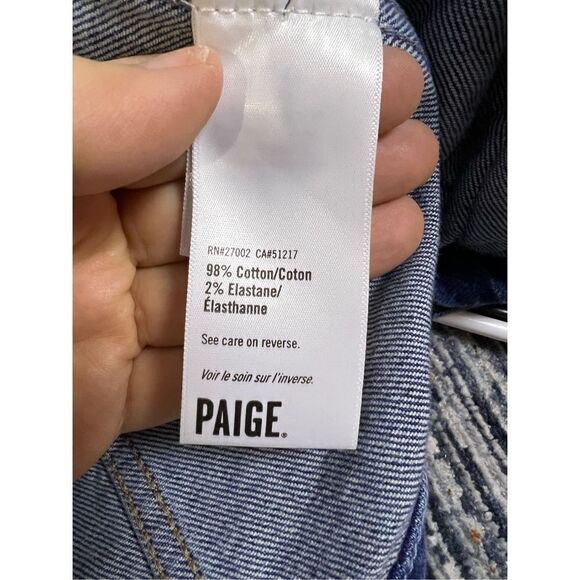 RN#27002 CA#51217
98% Cotton/Coton
2% Elastane/
Élasthanne
See care on reverse.
Voir le soin sur l'inverse.
PAIGE®